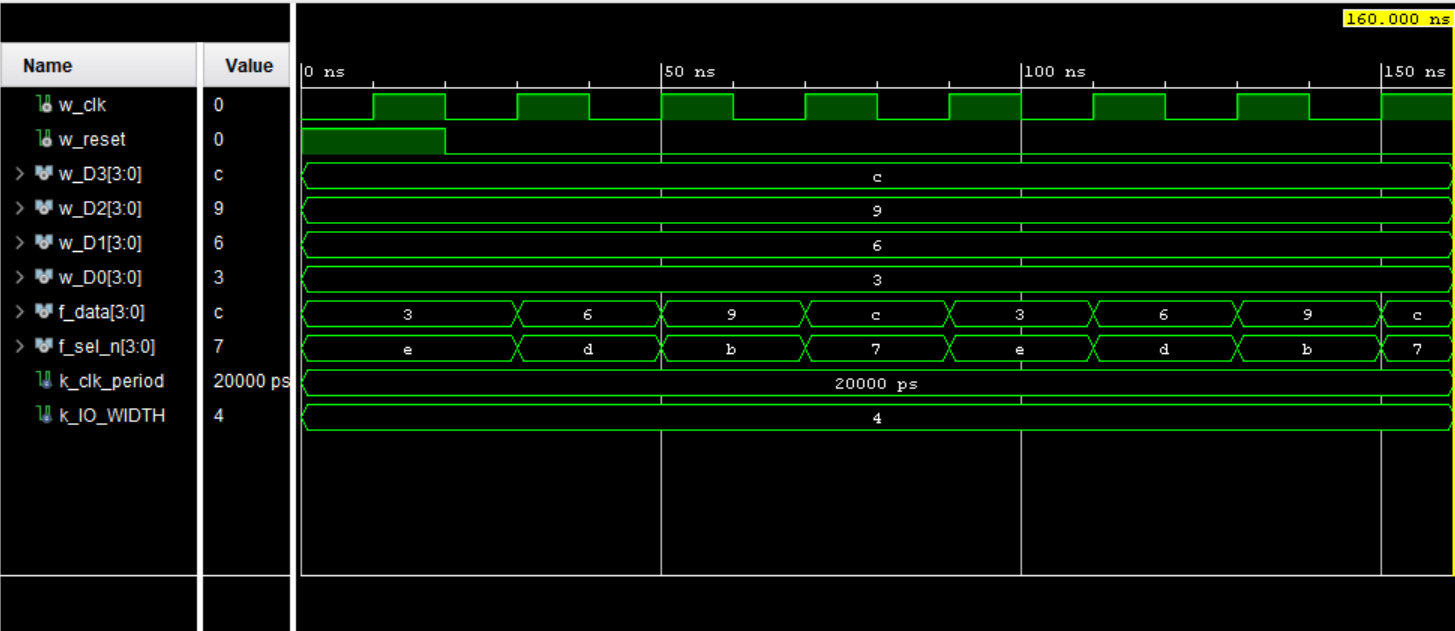 160.000 ns
Name Value 0 ns 50 ns 100 ns 150 ns
w_clk 0
w_reset 0
w_D3[3:0] c c
w_D2[3:0] 9 9
w_D1[3:0] 6 6
w_D0[3:0] 3 3
f_data[3:0] c 3 6 9 c 3 6 9 c
f_sel_n[3:0] 7 e d b 7 e d b 7
k_clk_period 20000 ps 20000 ps
k_IO_WIDTH 4 4